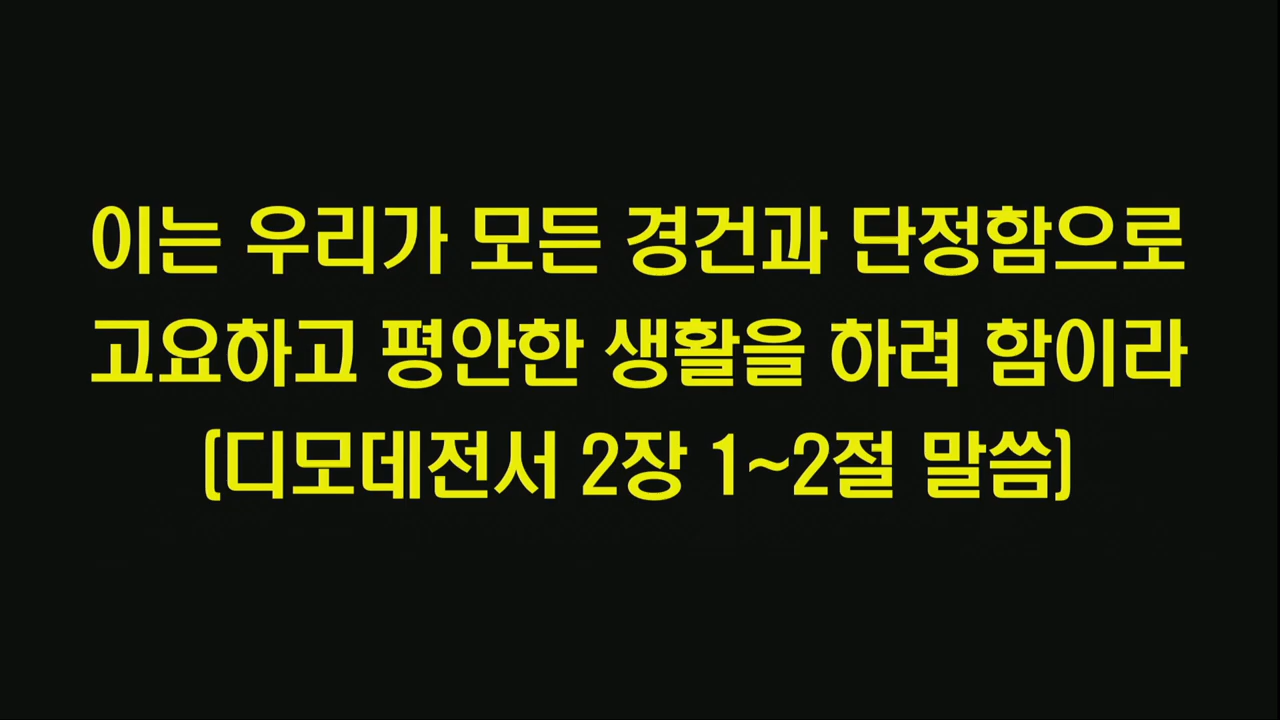 이는 우리가 모든 경건과 단정함으로
고요하고 평안한 생활을 하려 함이라
(디모데전서 2장 1~2절 말씀)